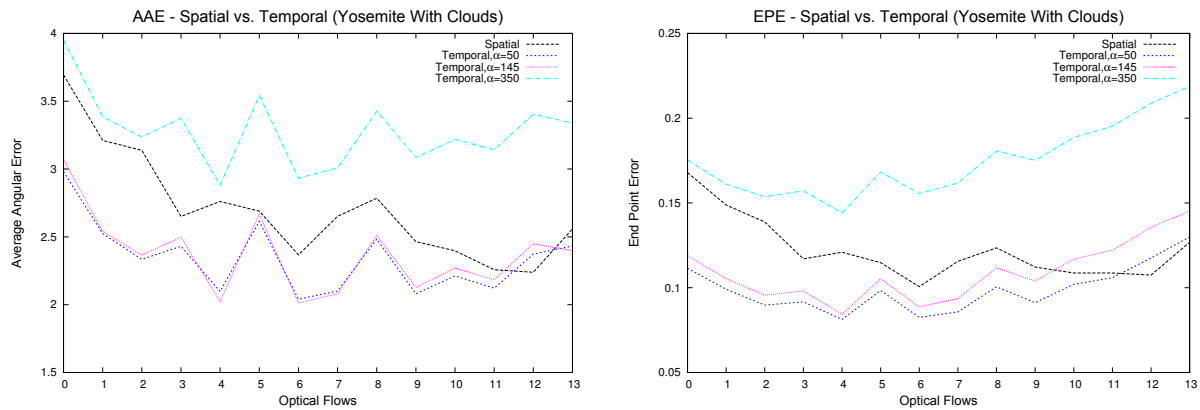 AAE - Spatial vs. Temporal (Yosemite With Clouds)
4
3.5
3
2.5
2
1.5
Average Angular Error
Spatial
Temporal,α=50
Temporal,α=145
Temporal,α=350
0 1 2 3 4 5 6 7 8 9 10 11 12 13
Optical Flows
EPE - Spatial vs. Temporal (Yosemite With Clouds)
0.25
0.2
0.15
0.1
0.05
End Point Error
Spatial
Temporal,α=50
Temporal,α=145
Temporal,α=350
0 1 2 3 4 5 6 7 8 9 10 11 12 13
Optical Flows